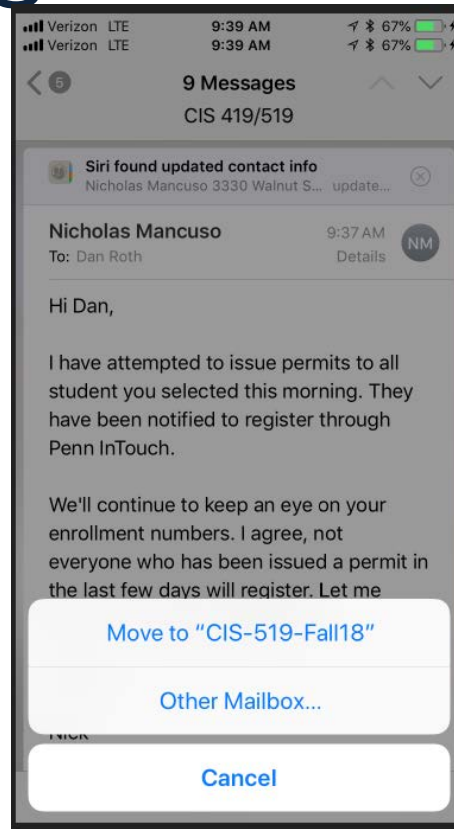 Verizon LTE 9:39 AM 67%
Verizon LTE 9:39 AM 67%
5 9 Messages
CIS 419/519
Siri found updated contact info
Nicholas Mancuso 3330 Walnut S... update...
Nicholas Mancuso 9:37 AM NM
To: Dan Roth Details
Hi Dan,
I have attempted to issue permits to all
student you selected this morning. They
have been notified to register through
Penn InTouch.
We'll continue to keep an eye on your
enrollment numbers. I agree, not
everyone who has been issued a permit in
the last few days will register. Let me
Move to “CIS-519-Fall18”
Other Mailbox...
Nick
Cancel